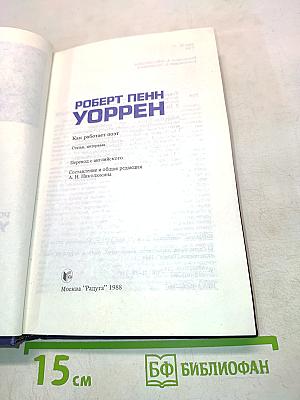 РОБЕРТ ПЕНН
УОРРЕН
Как работает поэт
Статьи, интервью
Перевод с английского
Составление и общая редакция
А. Н. Николюкина
Москва "Радуга" 1988
15 см
БФ БИБЛИОФАН